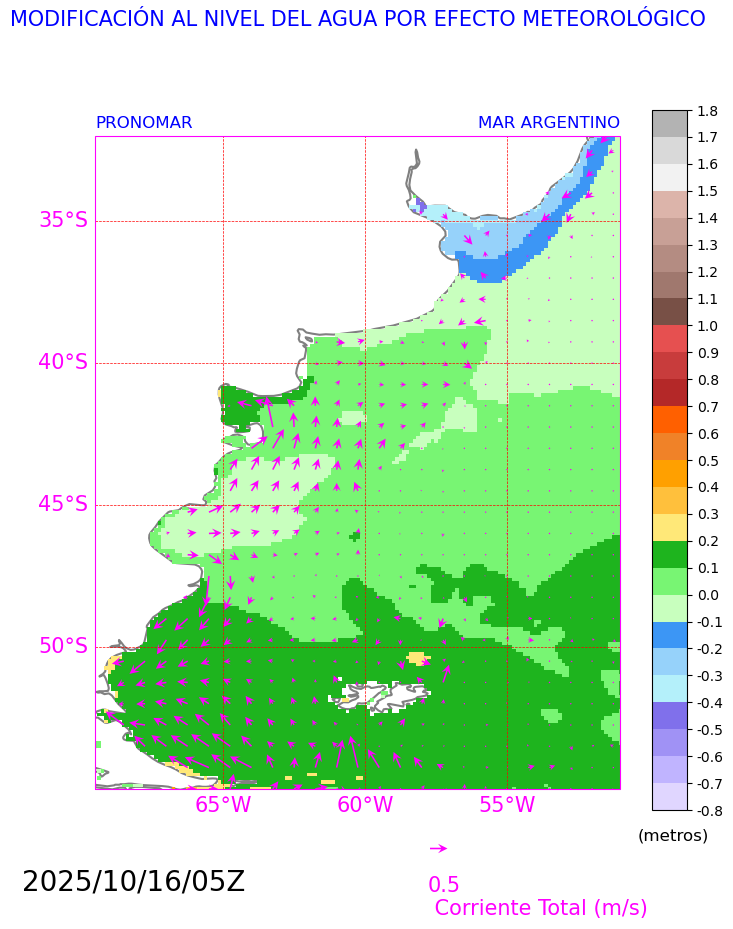 MODIFICACIÓN AL NIVEL DEL AGUA POR EFECTO METEOROLÓGICO
PRONOMAR MAR ARGENTINO
35°S
40°S
45°S
50°S
65°W 60°W 55°W
1.8
1.7
1.6
1.5
1.4
1.3
1.2
1.1
1.0
0.9
0.8
0.7
0.6
0.5
0.4
0.3
0.2
0.1
0.0
-0.1
-0.2
-0.3
-0.4
-0.5
-0.6
-0.7
-0.8
(metros)
2025/10/16/05Z
0.5
Corriente Total (m/s)